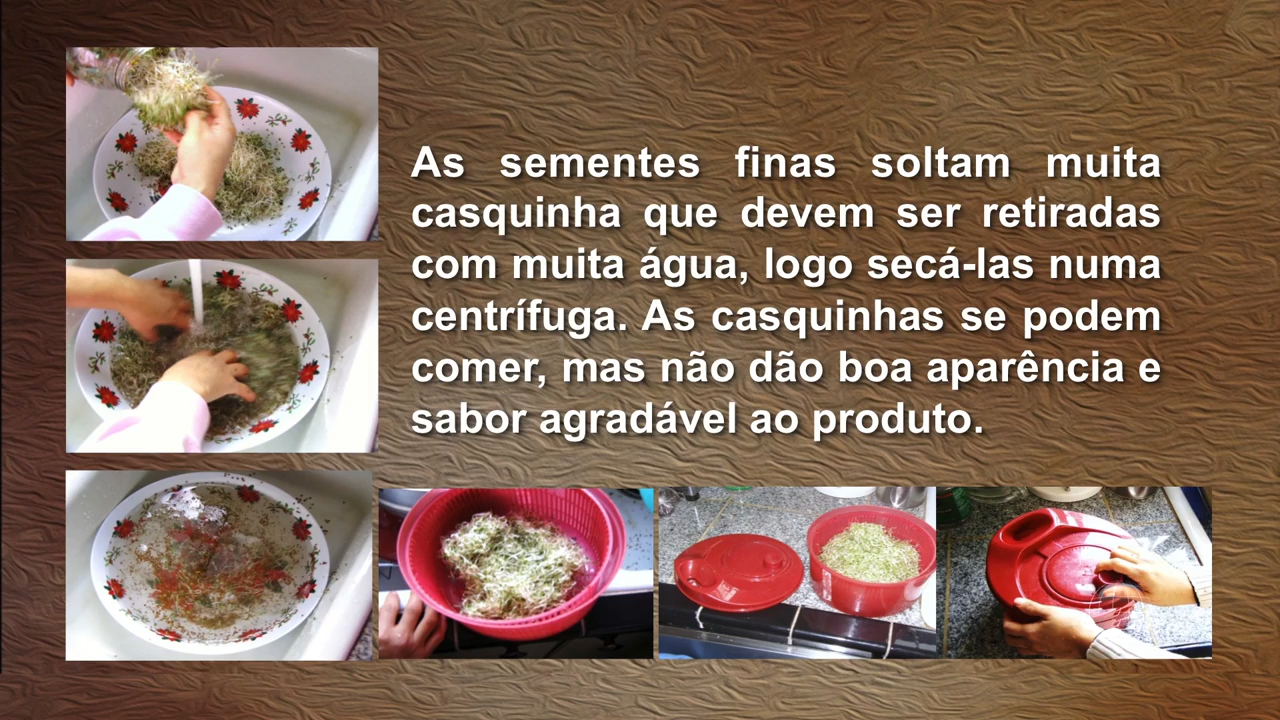 As sementes finas soltam muita
casquinha que devem ser retiradas
com muita água, logo secá-las numa
centrífuga. As casquinhas se podem
comer, mas não dão boa aparência e
sabor agradável ao produto.